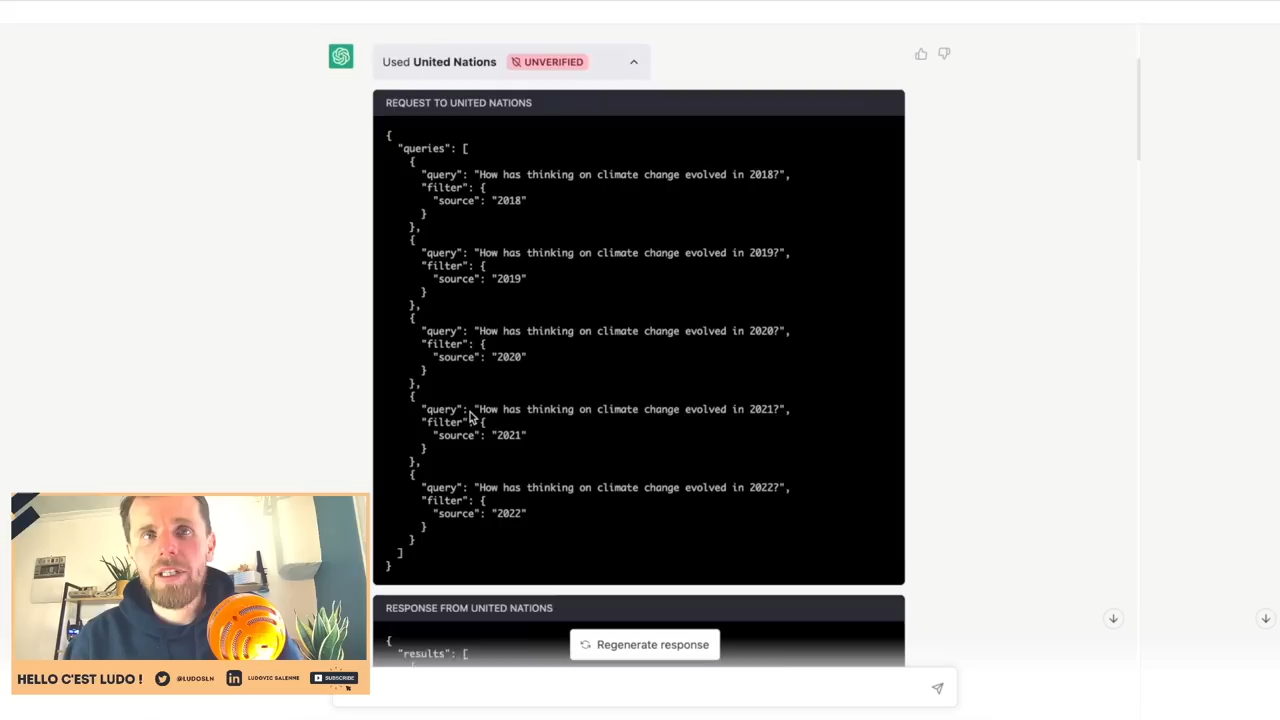 Used United Nations UNVERIFIED
REQUEST TO UNITED NATIONS
{
"queries": [
{
"query": "How has thinking on climate change evolved in 2018?",
"filter": {
"source": "2018"
}
},
{
"query": "How has thinking on climate change evolved in 2019?",
"filter": {
"source": "2019"
}
},
{
"query": "How has thinking on climate change evolved in 2020?",
"filter": {
"source": "2020"
}
},
{
"query": "How has thinking on climate change evolved in 2021?",
"filter": {
"source": "2021"
}
},
{
"query": "How has thinking on climate change evolved in 2022?",
"filter": {
"source": "2022"
}
}
]
}
RESPONSE FROM UNITED NATIONS
{
"results": [
{
Regenerate response
HELLO C'EST LUDO ! @LUDOSLN LUDOVIC SALENNE SUBSCRIBE